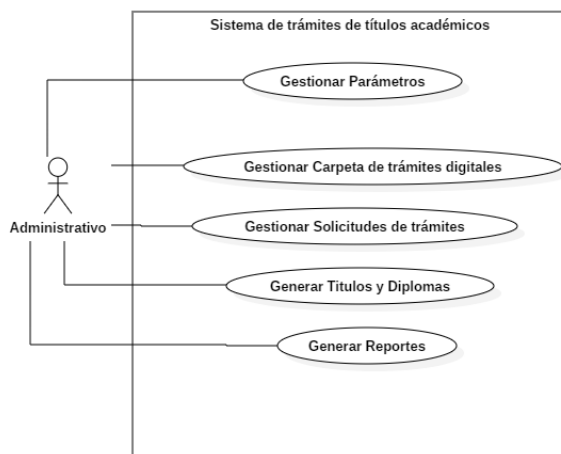 Sistema de trámites de títulos académicos
Gestionar Parámetros
Gestionar Carpeta de trámites digitales
Administrativo
Gestionar Solicitudes de trámites
Generar Titulos y Diplomas
Generar Reportes